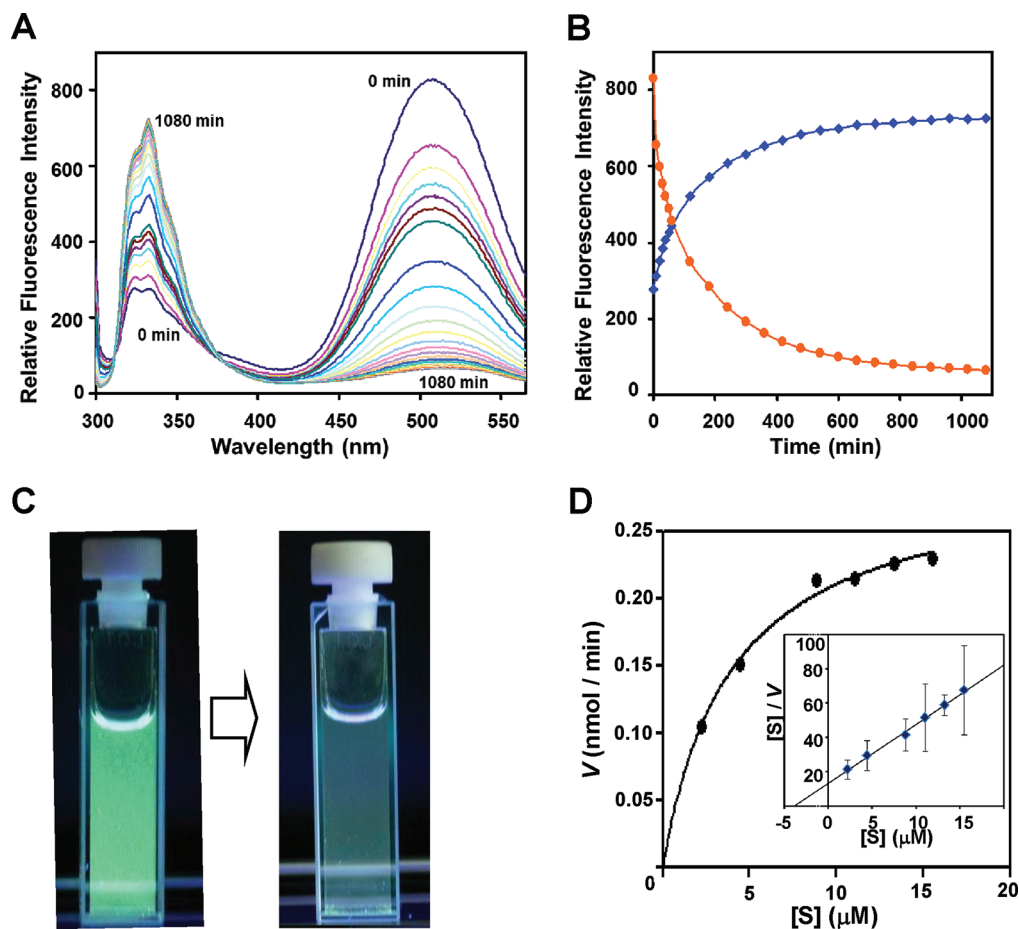 A
Relative Fluorescence Intensity
800
600
400
200
0
300
350
400
450
500
550
Wavelength (nm)
0 min
1080 min
0 min
1080 min
B
Relative Fluorescence Intensity
800
600
400
200
0
0
200
400
600
800
1000
Time (min)
C
D
V (nmol / min)
0.25
0.20
0.15
0.10
0.05
0.00
0
5
10
15
20
[S] (μM)
[S] / V
100
80
60
40
20
-5
0
5
10
15
[S] (μM)